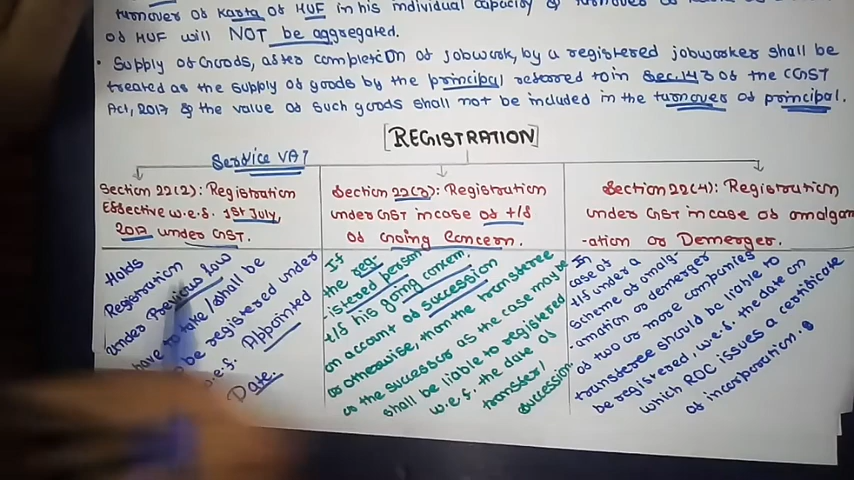 turnover of Karta of HUF in his individual capacity & turnover of Karta
of HUF will NOT be aggregated.
• Supply of Goods, after completion of jobwork, by a registered jobworker shall be
treated as the supply of goods by the principal referred to in Sec.143 of the CGST
Act, 2017 & the value of such goods shall not be included in the turnover of principal.
[REGISTRATION]
Service VAT
Section 22(2): Registration
Effective w.e.f. 1st July,
2017 under GST.
Holds
Registration
under Previous law
have to take/shall be
be registered under
w.e.f. Appointed
Date.
Section 22(3): Registration
under GST in case of t/f
of Going Concern.
If
the reg-
istered person
t/f his going concern
on account of succession
or otherwise, than the transferee
or the successor as the case may be
shall be liable to registered
w.e.f. the date of
transfer/
succession.
Section 22(4): Registration
under GST in case of amalgam
-ation or Demerger.
In
case of
t/f under a
scheme of amalg-
-amation or demerger
of two or more companies
transferee should be liable to
be registered, w.e.f. the date on
which ROC issues a certificate
of incorporation.